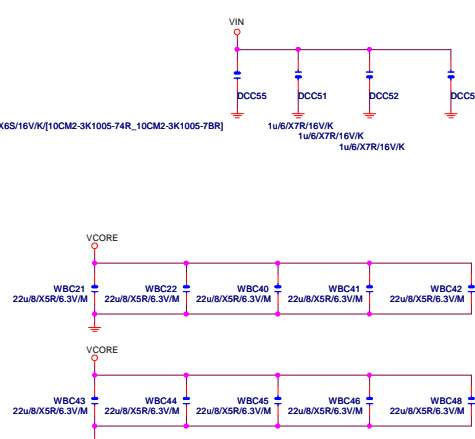 VIN
DCC55 DCC51 DCC52 DCC5
X6S/16V/K/[10CM2-3K1005-74R_10CM2-3K1005-7BR] 1u/6/X7R/16V/K
1u/6/X7R/16V/K
1u/6/X7R/16V/K
VCORE
WBC21 WBC22 WBC40 WBC41 WBC42
22u/8/X5R/6.3V/M 22u/8/X5R/6.3V/M 22u/8/X5R/6.3V/M 22u/8/X5R/6.3V/M 22u/8/X5R/6.3V/M
VCORE
WBC43 WBC44 WBC45 WBC46 WBC48
22u/8/X5R/6.3V/M 22u/8/X5R/6.3V/M 22u/8/X5R/6.3V/M 22u/8/X5R/6.3V/M 22u/8/X5R/6.3V/M